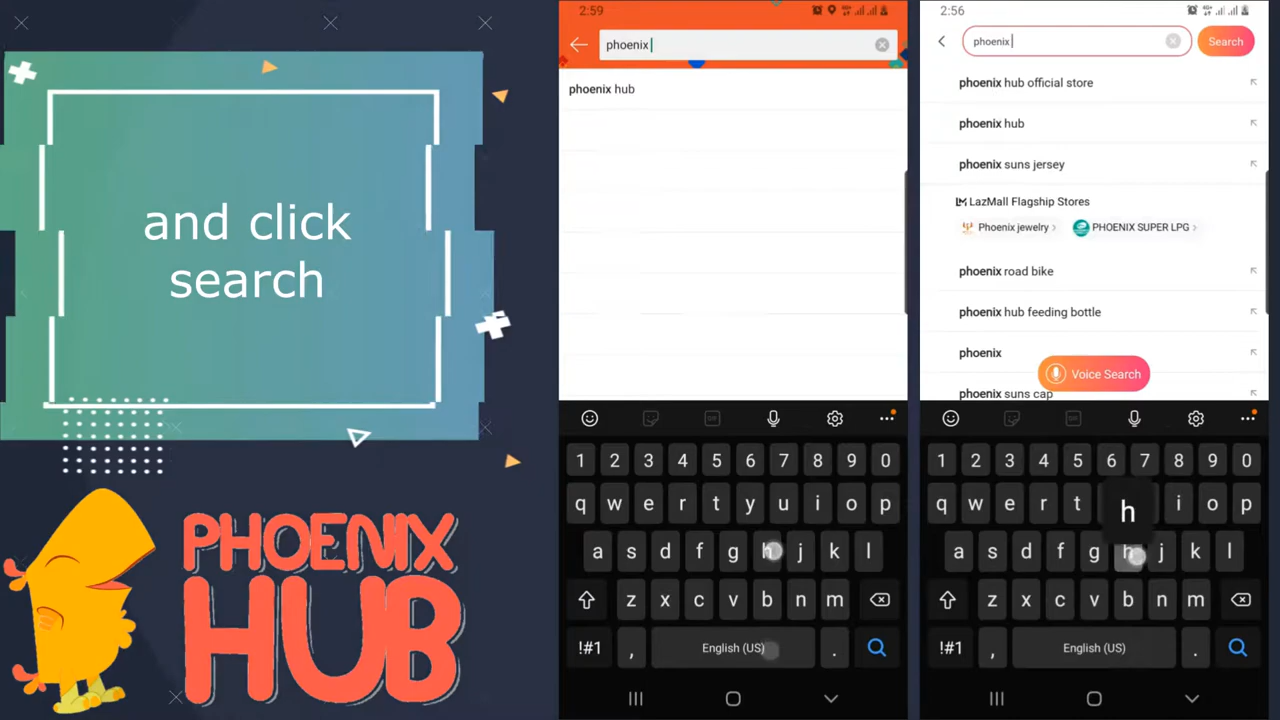 and click
search
PHOENIX
HUB
2:59
phoenix
phoenix hub
1 2 3 4 5 6 7 8 9 0
q w e r t y u i o p
a s d f g h j k l
z x c v b n m
!#1 , English (US) .
2:56
phoenix
Search
phoenix hub official store
phoenix hub
phoenix suns jersey
LazMall Flagship Stores
Phoenix jewelry > PHOENIX SUPER LPG >
phoenix road bike
phoenix hub feeding bottle
phoenix
Voice Search
phoenix suns cap
1 2 3 4 5 6 7 8 9 0
q w e r t h i o p
a s d f g h j k l
z x c v b n m
!#1 , English (US) .